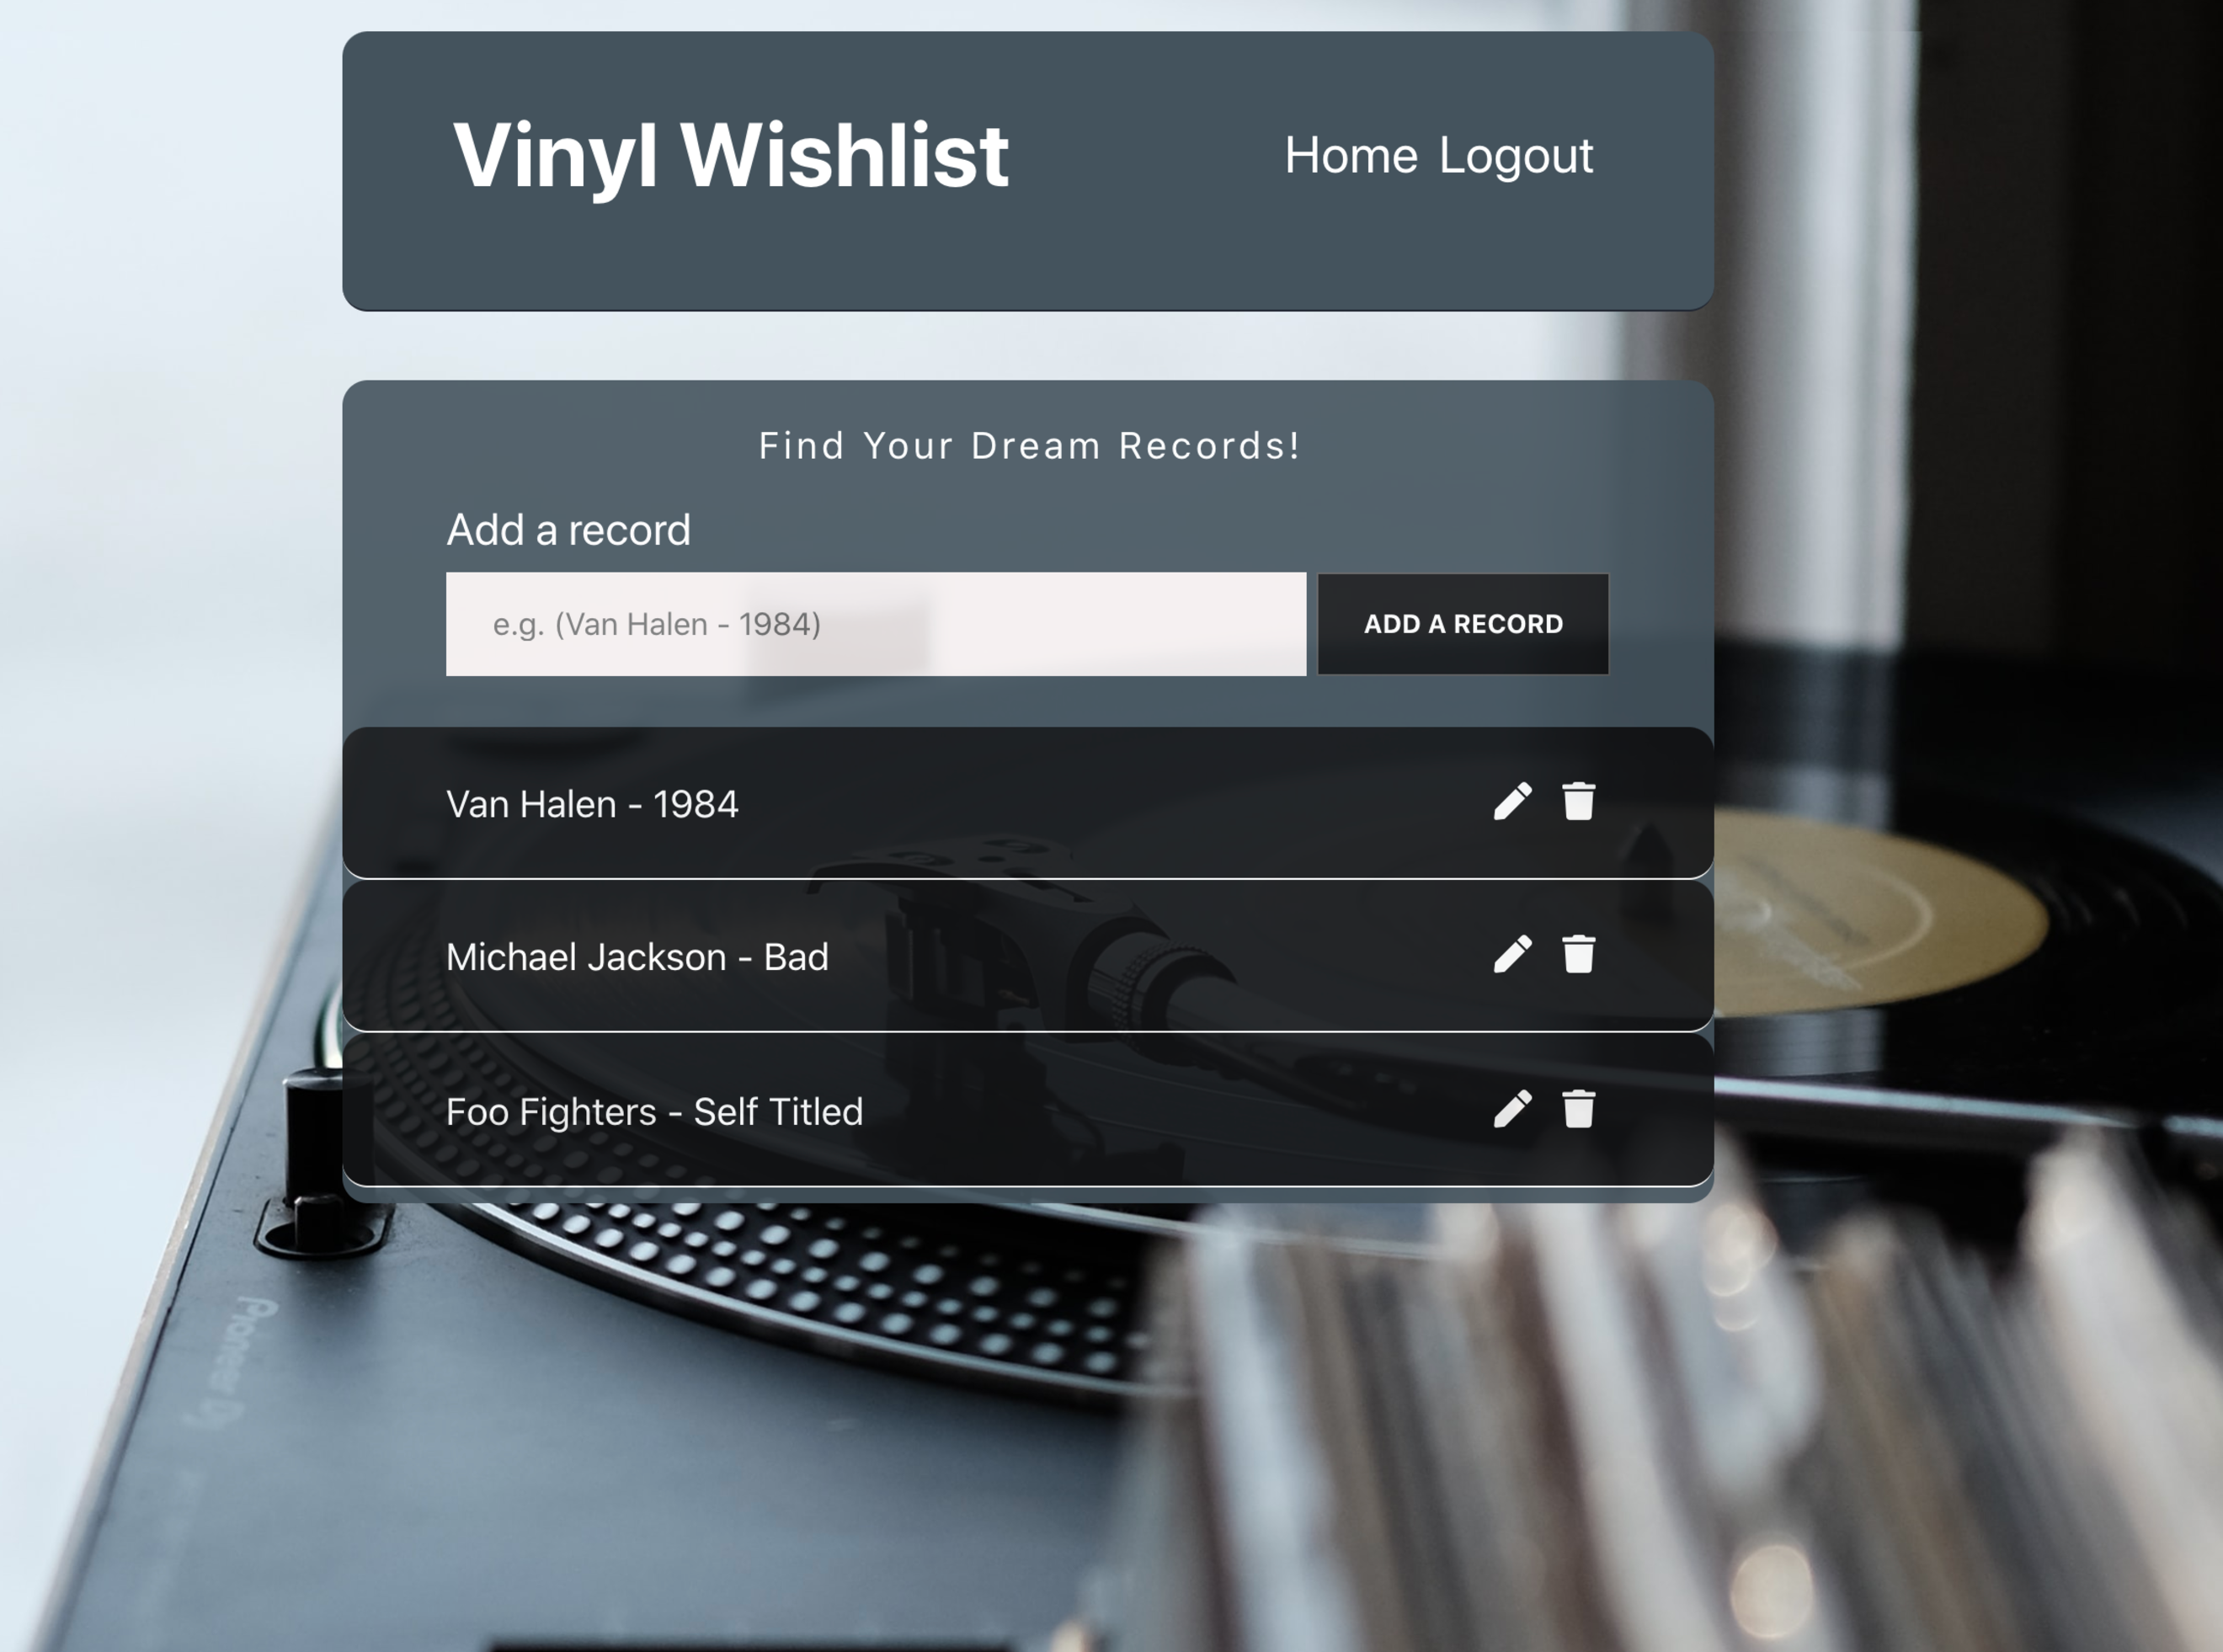 Vinyl Wishlist
Home Logout
Find Your Dream Records!
Add a record
e.g. (Van Halen - 1984)
ADD A RECORD
Van Halen - 1984
Michael Jackson - Bad
Foo Fighters - Self Titled
Pioneer Dj